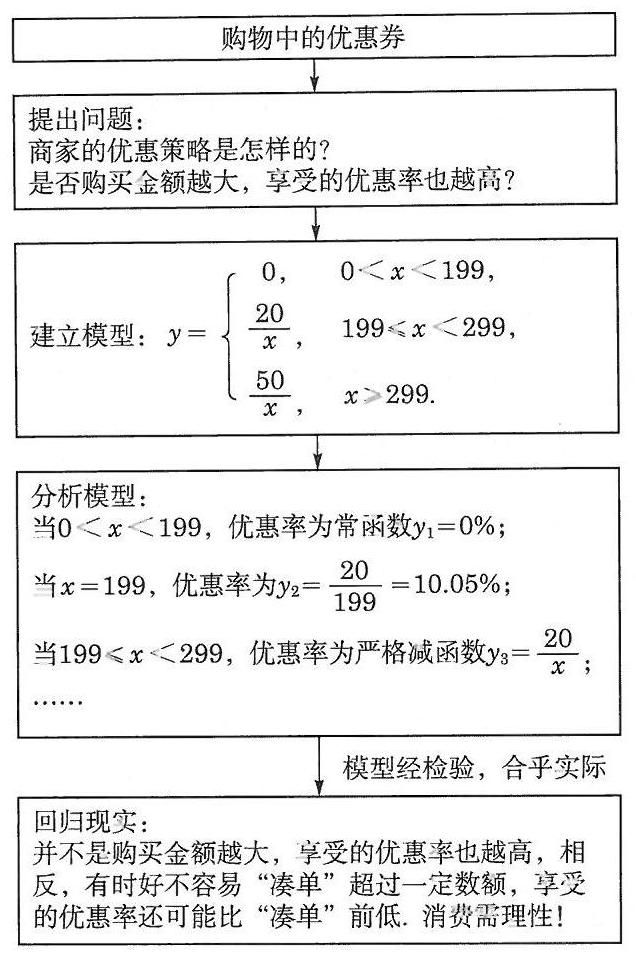 购物中的优惠券
提出问题:
商家的优惠策略是怎样的?
是否购买金额越大，享受的优惠率也越高?
建立模型: y=
0, 0<x<199,
20/x, 199≤x<299,
50/x, x≥299.
分析模型:
当0<x<199，优惠率为常函数y₁=0%;
当x=199，优惠率为y₂=20/199=10.05%;
当199≤x<299，优惠率为严格减函数y₃=20/x;
……
模型经检验，合乎实际
回归现实:
并不是购买金额越大，享受的优惠率也越高，相
反，有时好不容易“凑单”超过一定数额，享受
的优惠率还可能比“凑单”前低. 消费需理性!